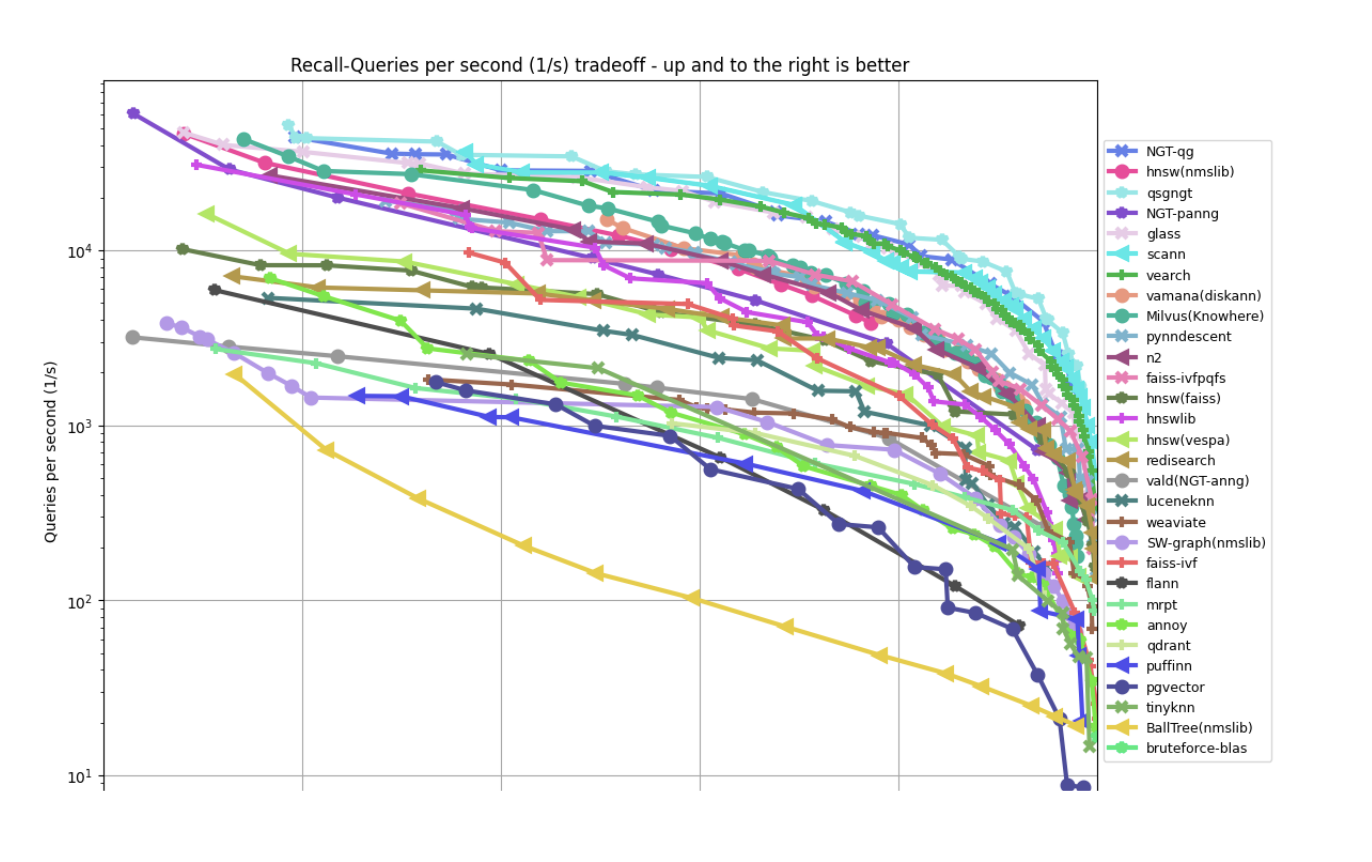 Recall-Queries per second (1/s) tradeoff - up and to the right is better
Queries per second (1/s)
10⁴
10³
10²
10¹
NGT-qg
hnsw(nmslib)
qsgngt
NGT-panng
glass
scann
vearch
vamana(diskann)
Milvus(Knowhere)
pynndescent
n2
faiss-ivfpqfs
hnsw(faiss)
hnswlib
hnsw(vespa)
redisearch
vald(NGT-anng)
luceneknn
weaviate
SW-graph(nmslib)
faiss-ivf
flann
mrpt
annoy
qdrant
puffinn
pgvector
tinyknn
BallTree(nmslib)
bruteforce-blas